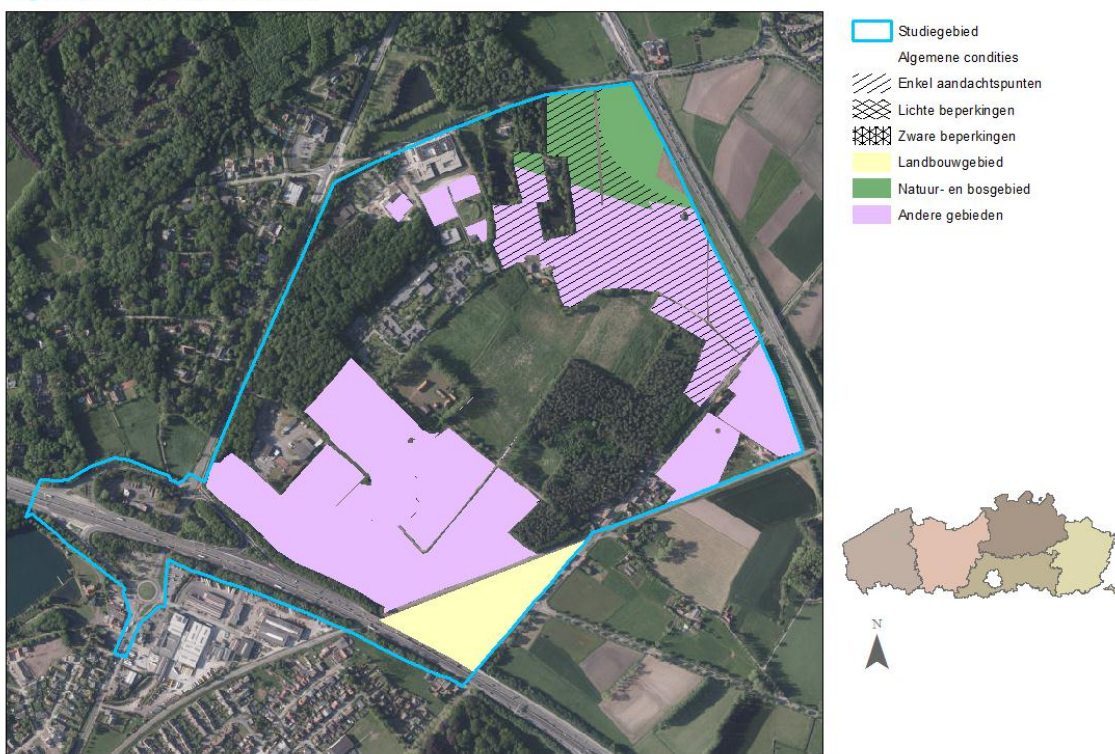 Studiegebied
Algemene condities
Enkel aandachtspunten
Lichte beperkingen
Zware beperkingen
Landbouwgebied
Natuur- en bosgebied
Andere gebieden
N